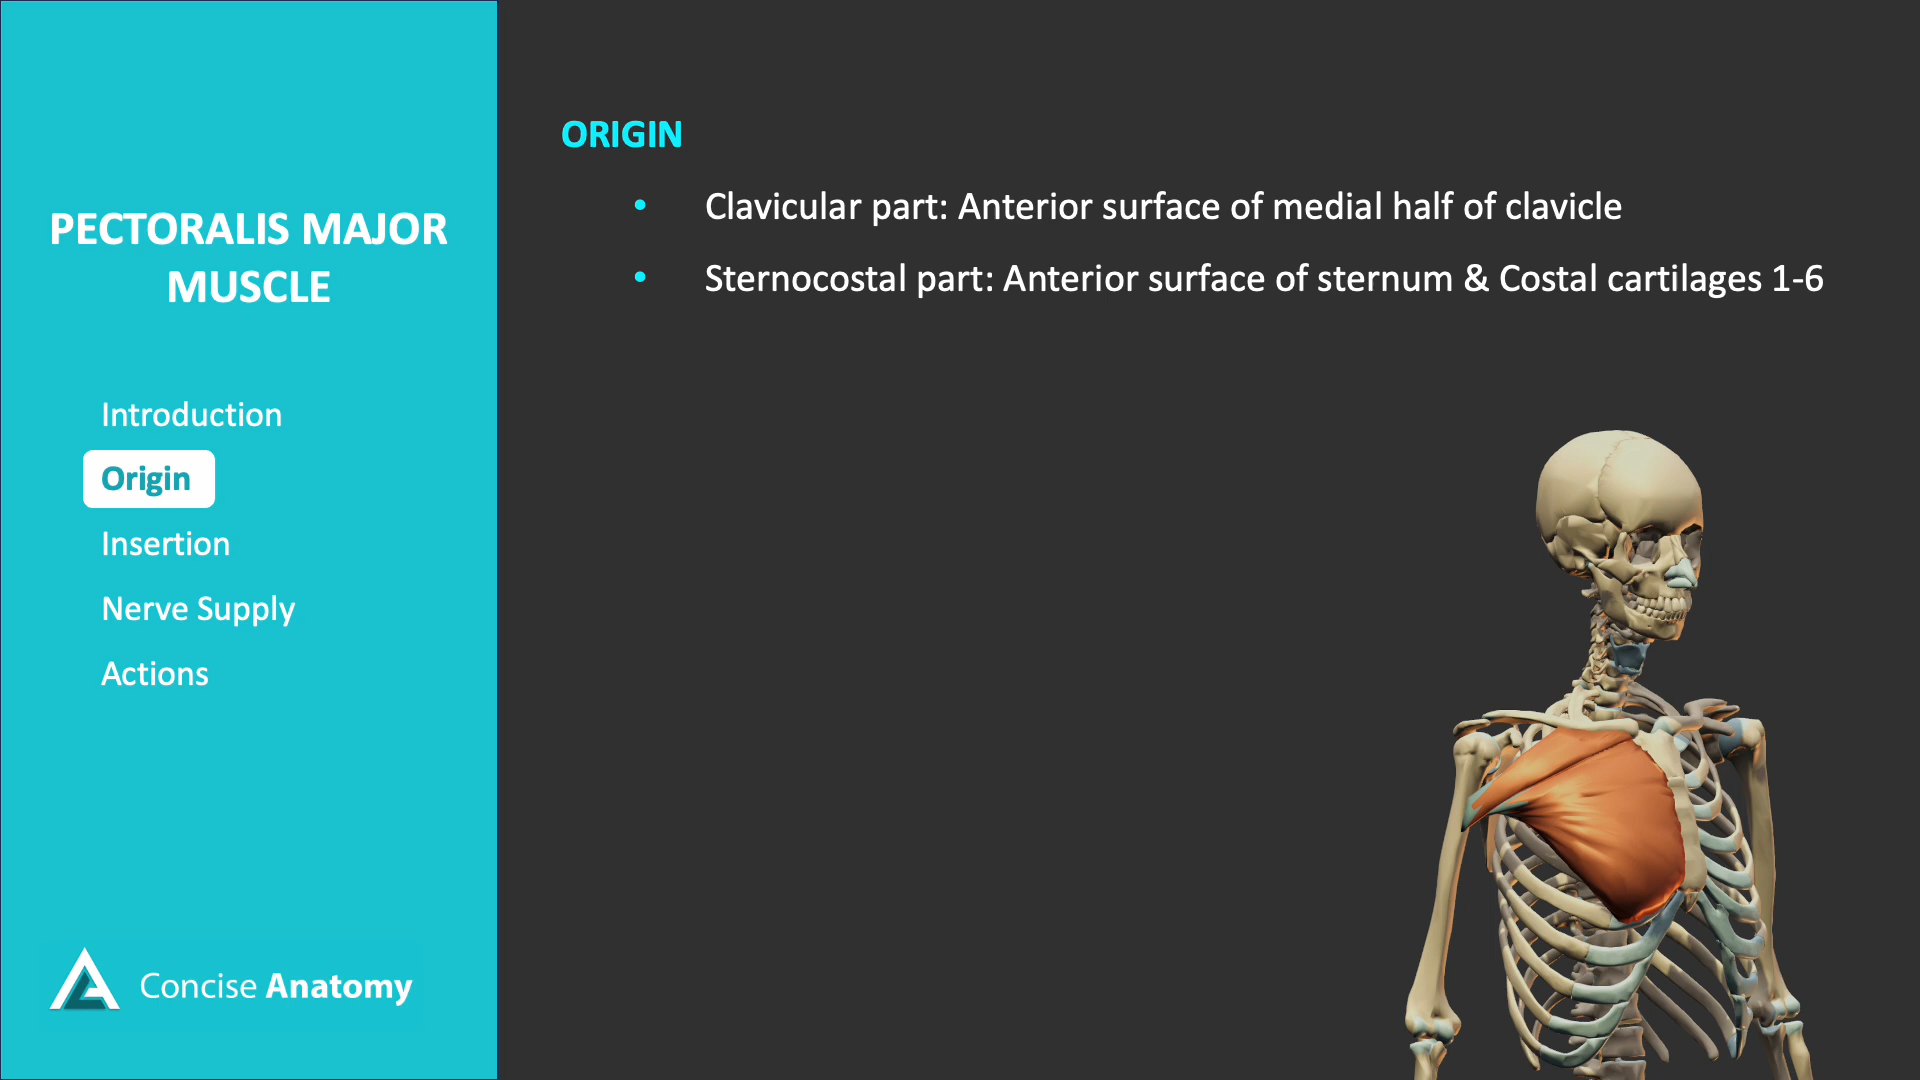 PECTORALIS MAJOR
MUSCLE
Introduction
Origin
Insertion
Nerve Supply
Actions
Concise Anatomy
ORIGIN
• Clavicular part: Anterior surface of medial half of clavicle
• Sternocostal part: Anterior surface of sternum & Costal cartilages 1-6